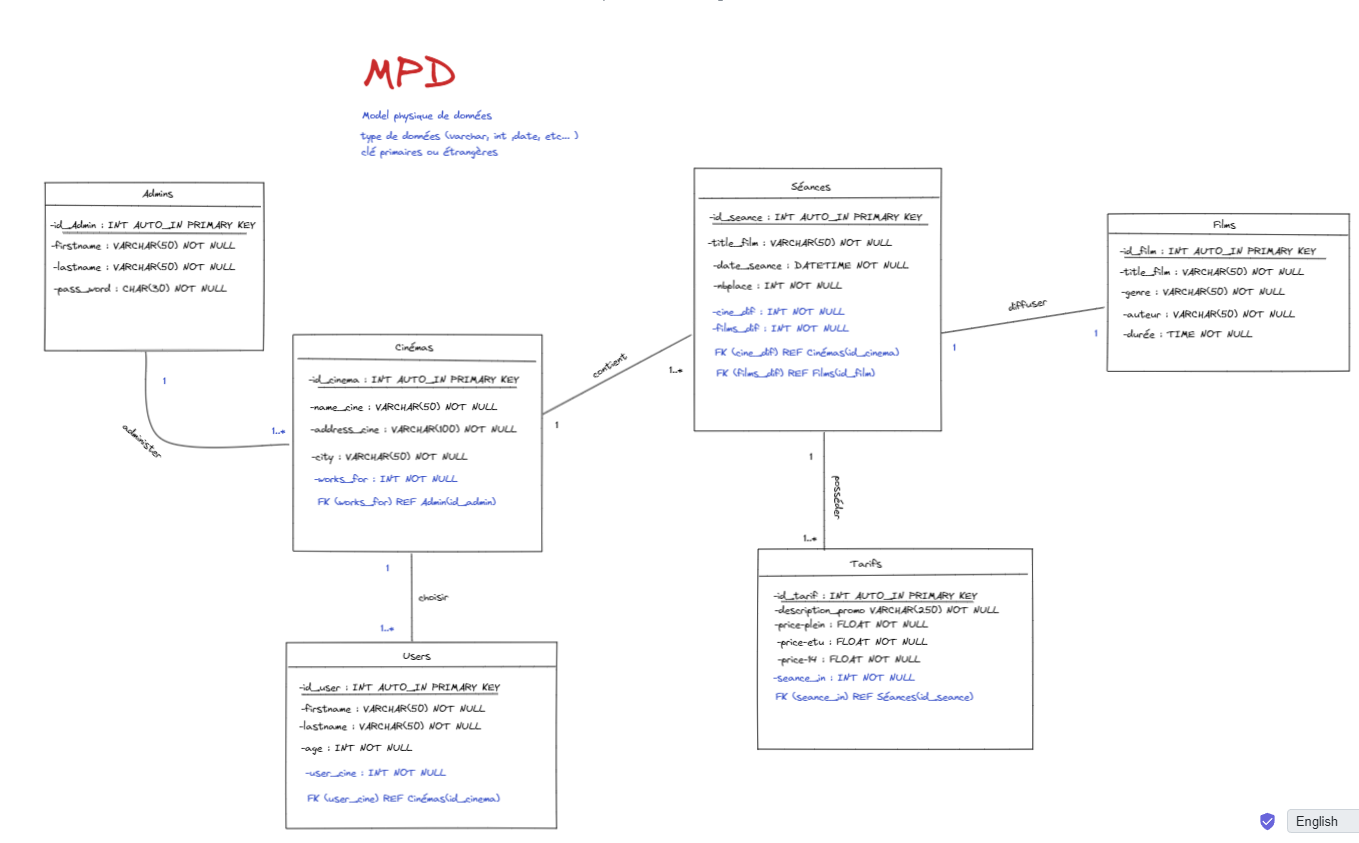 MPD
Model physique de données
type de données (varchar, int ,date, etc... )
clé primaires ou étrangères
Admins
-id_Admin : INT AUTO_IN PRIMARY KEY
-firstname : VARCHAR(50) NOT NULL
-lastname : VARCHAR(50) NOT NULL
-pass_word : CHAR(30) NOT NULL
1
administer
1..*
Cinémas
-id_cinema : INT AUTO_IN PRIMARY KEY
-name_cine : VARCHAR(50) NOT NULL
-address_cine : VARCHAR(100) NOT NULL
-city : VARCHAR(50) NOT NULL
-works_for : INT NOT NULL
FK (works_for) REF Admin(id_admin)
1
contient
1..*
Séances
-id_seance : INT AUTO_IN PRIMARY KEY
-title_film : VARCHAR(50) NOT NULL
-date_seance : DATETIME NOT NULL
-nbplace : INT NOT NULL
-cine_dif : INT NOT NULL
-films_dif : INT NOT NULL
FK (cine_dif) REF Cinémas(id_cinema)
FK (films_dif) REF Films(id_film)
1
diffuser
1
Films
-id_film : INT AUTO_IN PRIMARY KEY
-title_film : VARCHAR(50) NOT NULL
-genre : VARCHAR(50) NOT NULL
-auteur : VARCHAR(50) NOT NULL
-durée : TIME NOT NULL
1
choisir
1..*
Users
-id_user : INT AUTO_IN PRIMARY KEY
-firstname : VARCHAR(50) NOT NULL
-lastname : VARCHAR(50) NOT NULL
-age : INT NOT NULL
-user_cine : INT NOT NULL
FK (user_cine) REF Cinémas(id_cinema)
1
posséder
1..*
Tarifs
-id_tarif : INT AUTO_IN PRIMARY KEY
-description_promo VARCHAR(250) NOT NULL
-price-plein : FLOAT NOT NULL
-price-etu : FLOAT NOT NULL
-price-14 : FLOAT NOT NULL
-seance_in : INT NOT NULL
FK (seance_in) REF Séances(id_seance)
English